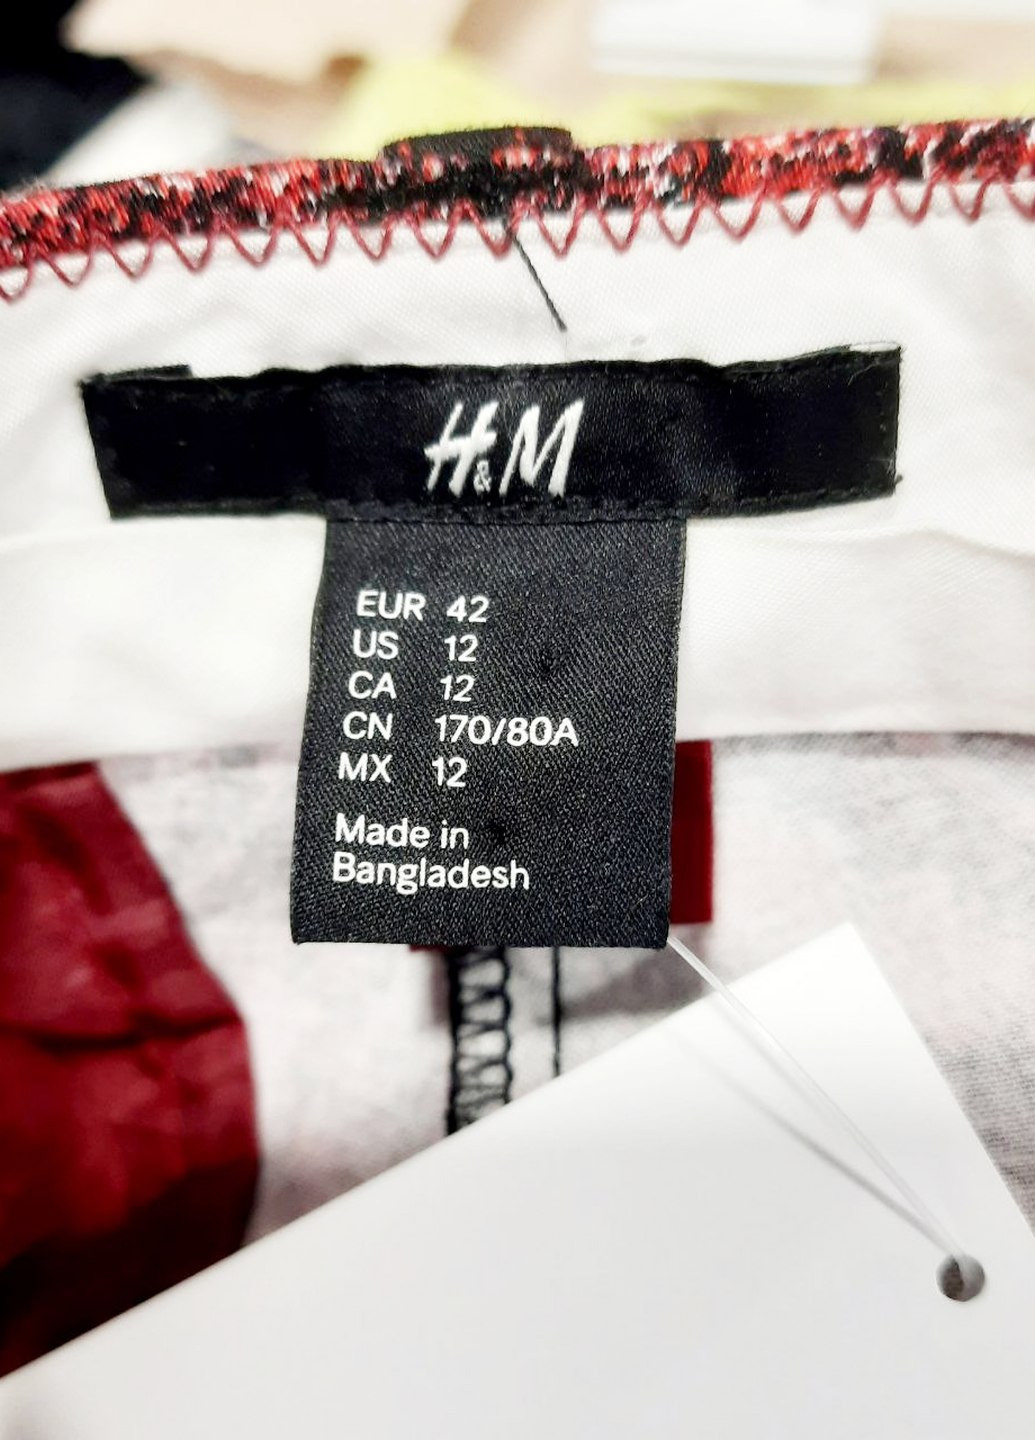 H&M
EUR 42
US 12
CA 12
CN 170/80A
MX 12
Made in
Bangladesh